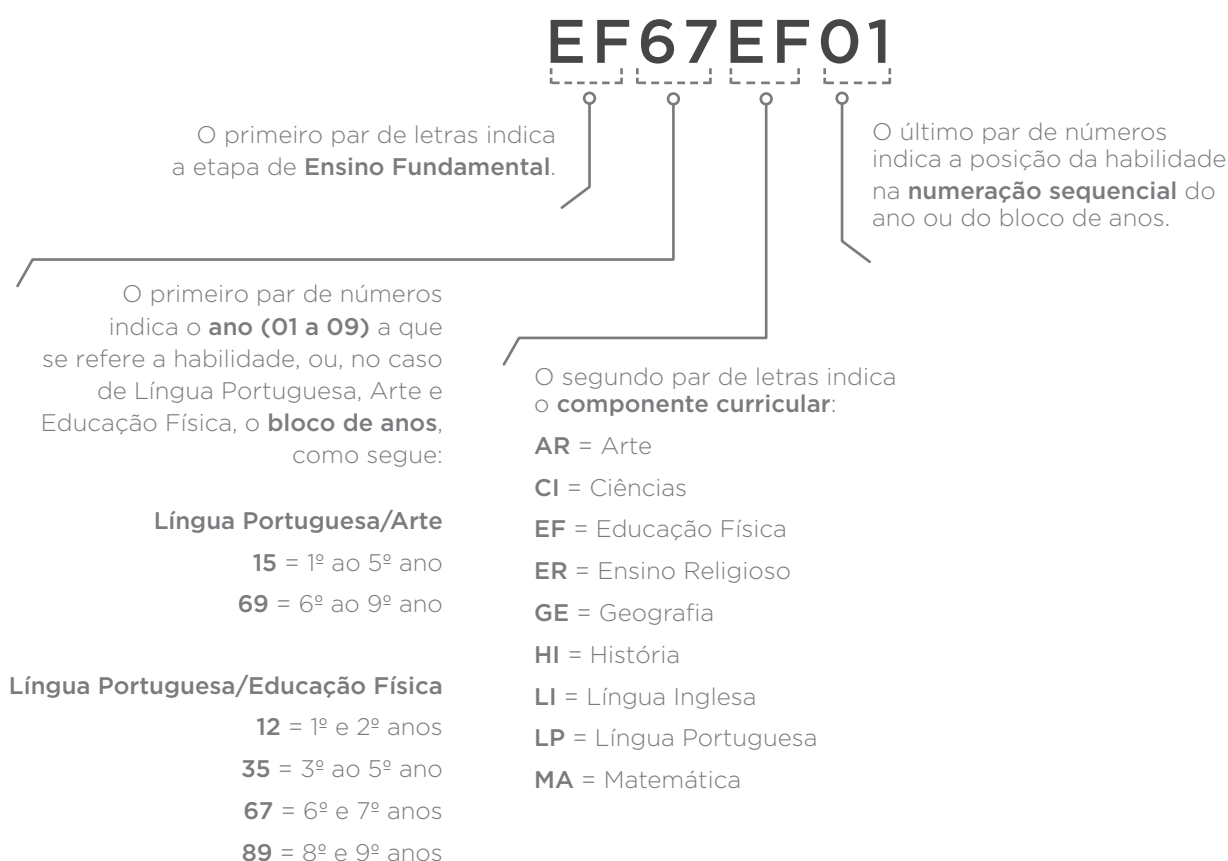 EF67EF01
O primeiro par de letras indica
a etapa de Ensino Fundamental.
O último par de números
indica a posição da habilidade
na numeração sequencial do
ano ou do bloco de anos.
O primeiro par de números
indica o ano (01 a 09) a que
se refere a habilidade, ou, no caso
de Língua Portuguesa, Arte e
Educação Física, o bloco de anos,
como segue:
Língua Portuguesa/Arte
15 = 1º ao 5º ano
69 = 6º ao 9º ano
Língua Portuguesa/Educação Física
12 = 1º e 2º anos
35 = 3º ao 5º ano
67 = 6º e 7º anos
89 = 8º e 9º anos
O segundo par de letras indica
o componente curricular:
AR = Arte
CI = Ciências
EF = Educação Física
ER = Ensino Religioso
GE = Geografia
HI = História
LI = Língua Inglesa
LP = Língua Portuguesa
MA = Matemática